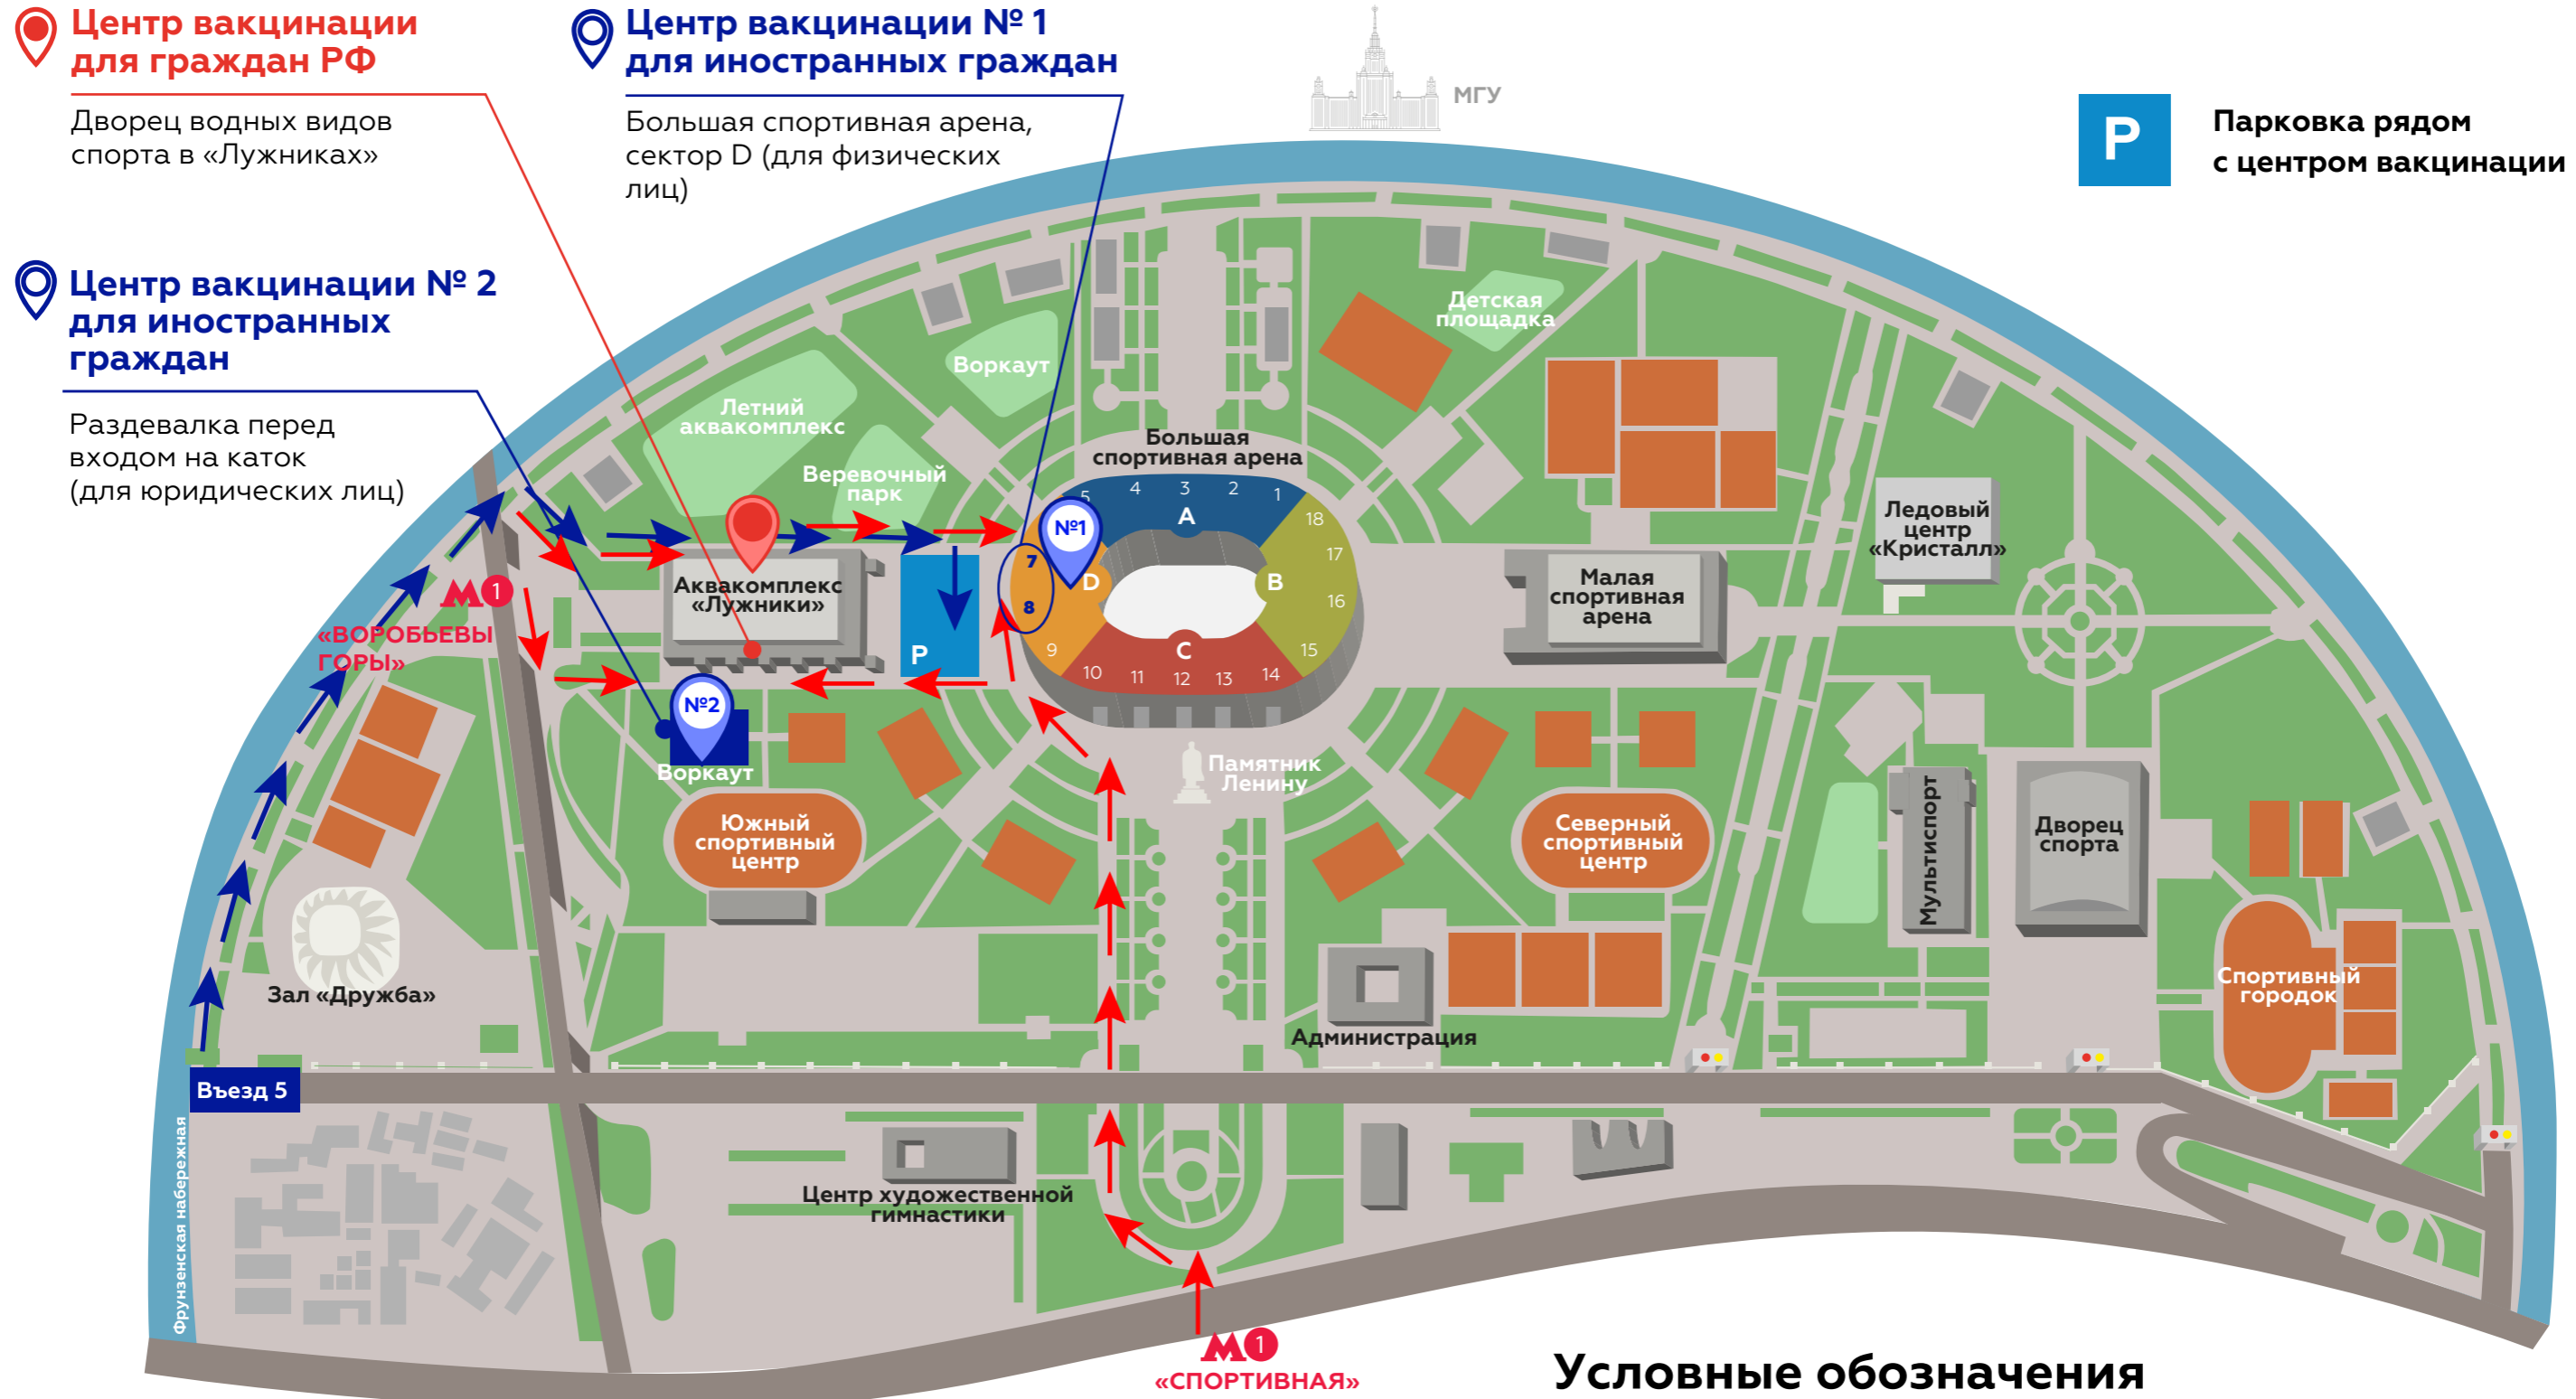 Центр вакцинации
для граждан РФ
Дворец водных видов
спорта в «Лужниках»
Центр вакцинации № 1
для иностранных граждан
Большая спортивная арена,
сектор D (для физических
лиц)
МГУ
P
Парковка рядом
с центром вакцинации
Центр вакцинации № 2
для иностранных
граждан
Раздевалка перед
входом на каток
(для юридических лиц)
Детская
площадка
Воркаут
Летний
аквакомплекс
Веревочный
парк
Большая
спортивная арена
5
4
3
2
1
A
18
17
16
15
B
14
13
12
11
10
C
9
8
7
D
№1
Ледовый
центр
«Кристалл»
Малая
спортивная
арена
Аквакомплекс
«Лужники»
P
М 1
«ВОРОБЬЕВЫ
ГОРЫ»
№2
Воркаут
Памятник
Ленину
Южный
спортивный
центр
Северный
спортивный
центр
Мультиспорт
Дворец
спорта
Спортивный
городок
Зал «Дружба»
Администрация
Въезд 5
Фрунзенская набережная
Центр художественной
гимнастики
М 1
«СПОРТИВНАЯ»
Условные обозначения